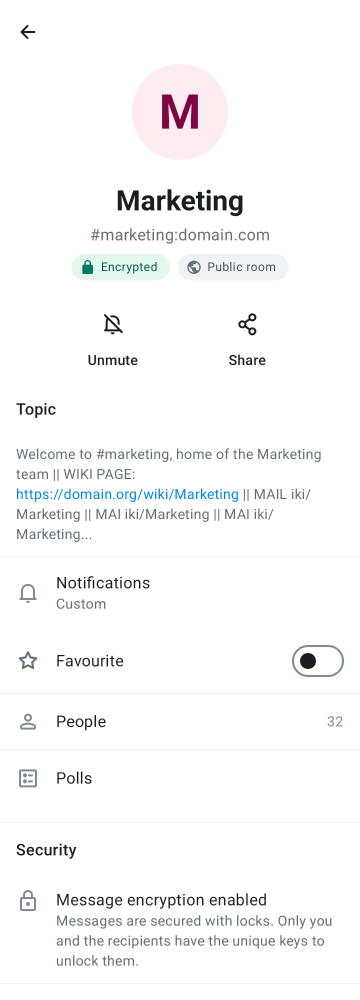 M
Marketing
#marketing:domain.com
Encrypted
Public room
Unmute
Share
Topic
Welcome to #marketing, home of the Marketing
team || WIKI PAGE:
https://domain.org/wiki/Marketing || MAIL iki/
Marketing || MAI iki/Marketing || MAI iki/
Marketing...
Notifications
Custom
Favourite
People
32
Polls
Security
Message encryption enabled
Messages are secured with locks. Only you
and the recipients have the unique keys to
unlock them.